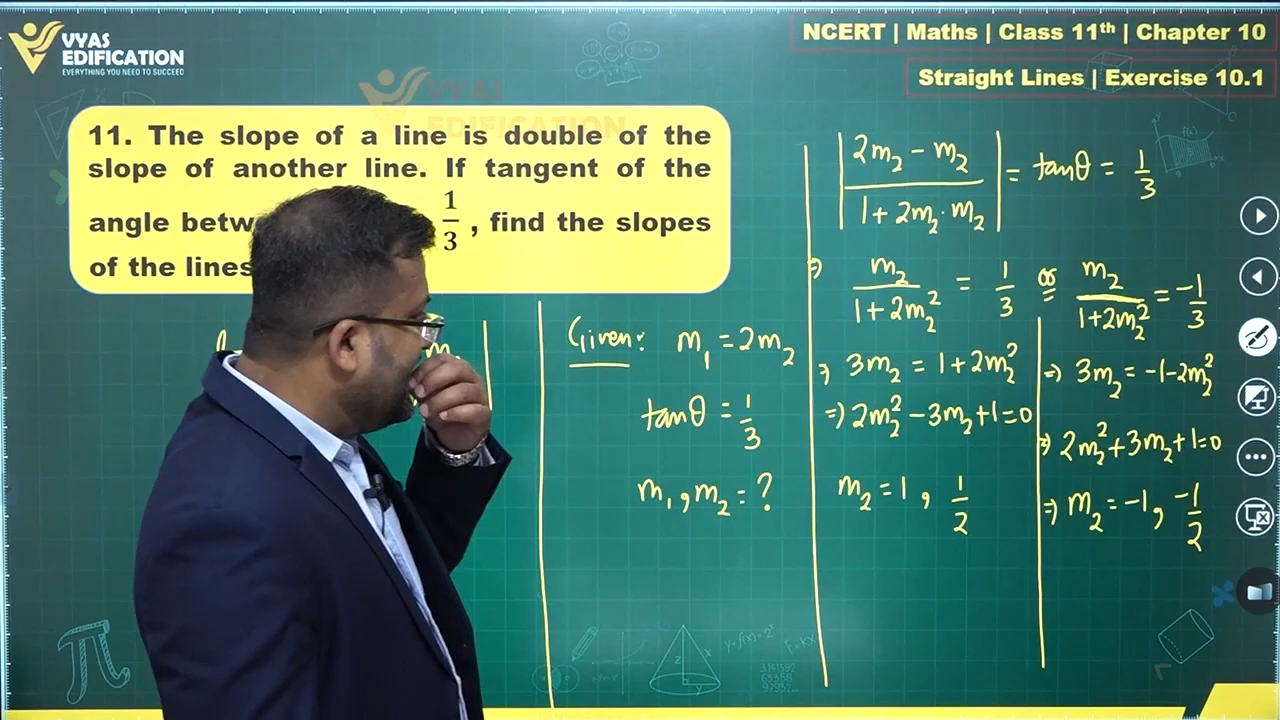 VYAS
EDIFICATION
EVERYTHING YOU NEED TO SUCCEED
NCERT | Maths | Class 11th | Chapter 10
Straight Lines | Exercise 10.1
VYAS
EDIFICATION
11. The slope of a line is double of the
slope of another line. If tangent of the
angle 1/3 , find the slopes
of the lines
Given: m₁ = 2m₂
tanθ = 1/3
m₁, m₂ = ?
|(2m₂ - m₂)/(1 + 2m₂·m₂)| = tanθ = 1/3
⇒ m₂/(1 + 2m₂²) = 1/3 or m₂/(1 + 2m₂²) = -1/3
⇒ 3m₂ = 1 + 2m₂²
⇒ 2m₂² - 3m₂ + 1 = 0
m₂ = 1, 1/2
⇒ 3m₂ = -1 - 2m₂²
⇒ 2m₂² + 3m₂ + 1 = 0
⇒ m₂ = -1, -1/2